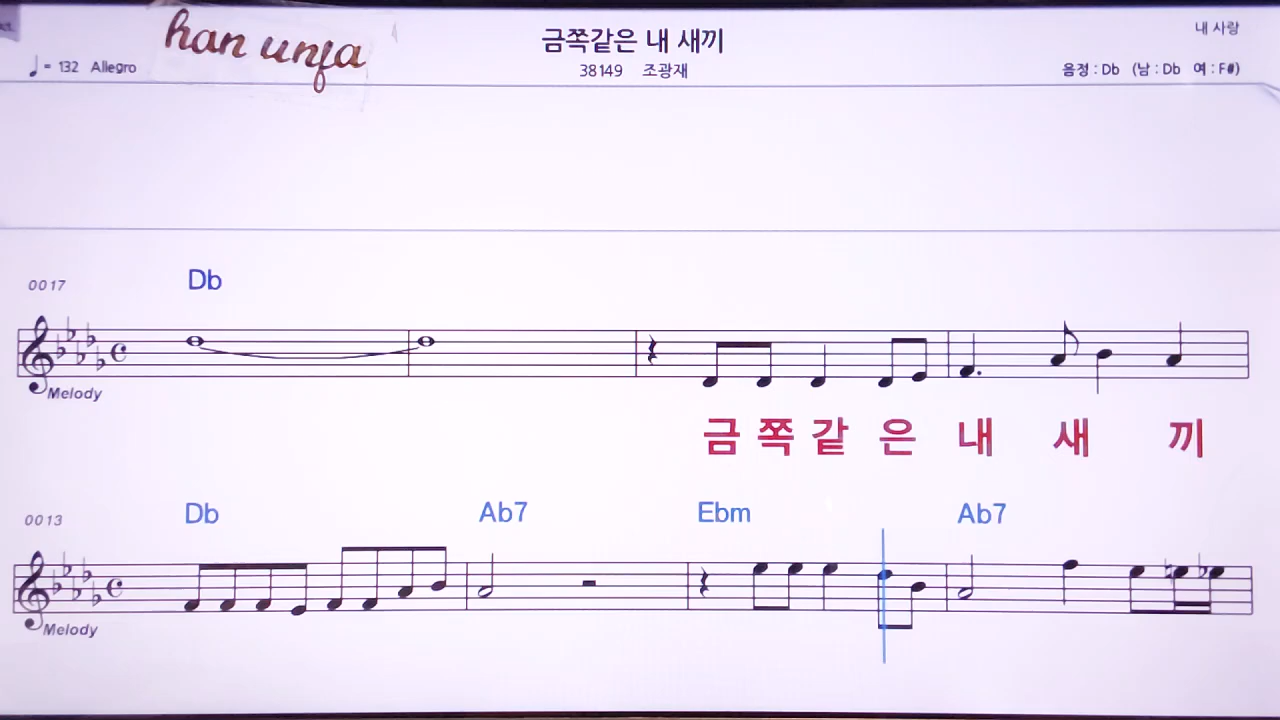 han unfa
금쪽같은 내 새끼
내 사랑
♩= 132 Allegro
38149 조광재
음정 : Db (남 : Db 여 : F#)
0017
Db
Melody
금 쪽 같 은 내 새 끼
0013
Db Ab7 Ebm Ab7
Melody